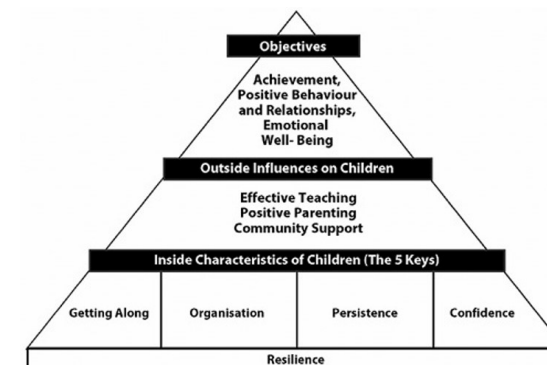 Objectives
Achievement,
Positive Behaviour
and Relationships,
Emotional
Well- Being
Outside Influences on Children
Effective Teaching
Positive Parenting
Community Support
Inside Characteristics of Children (The 5 Keys)
Getting Along Organisation Persistence Confidence
Resilience